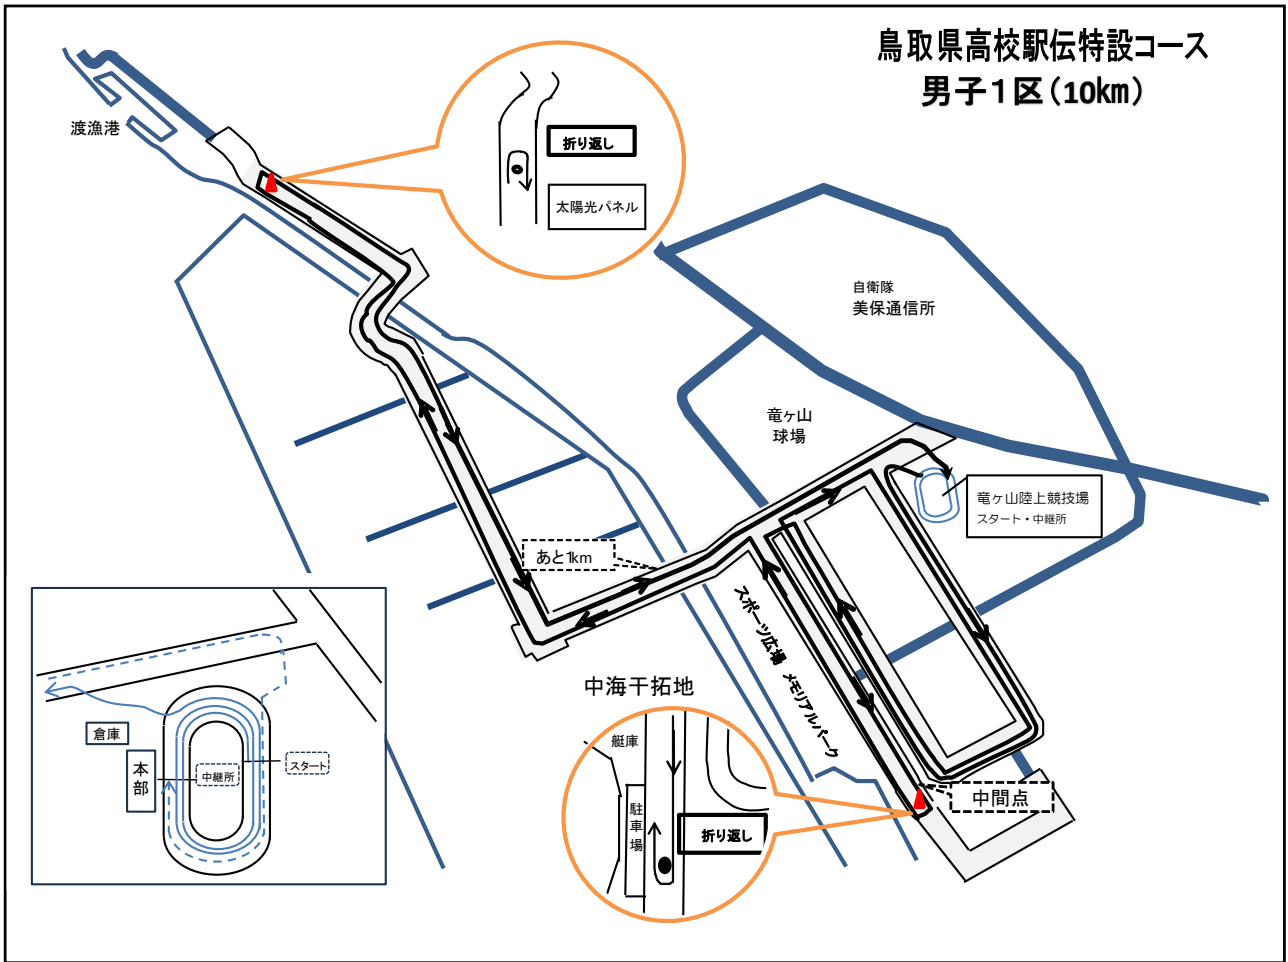 鳥取県高校駅伝特設コース
男子1区(10km)
渡漁港
折り返し
太陽光パネル
自衛隊
美保通信所
竜ヶ山
球場
竜ヶ山陸上競技場
スタート・中継所
あと1km
スポーツ広場 メモリアルパーク
中海干拓地
艇庫
駐車場
折り返し
中間点
倉庫
本部
中継所
スタート